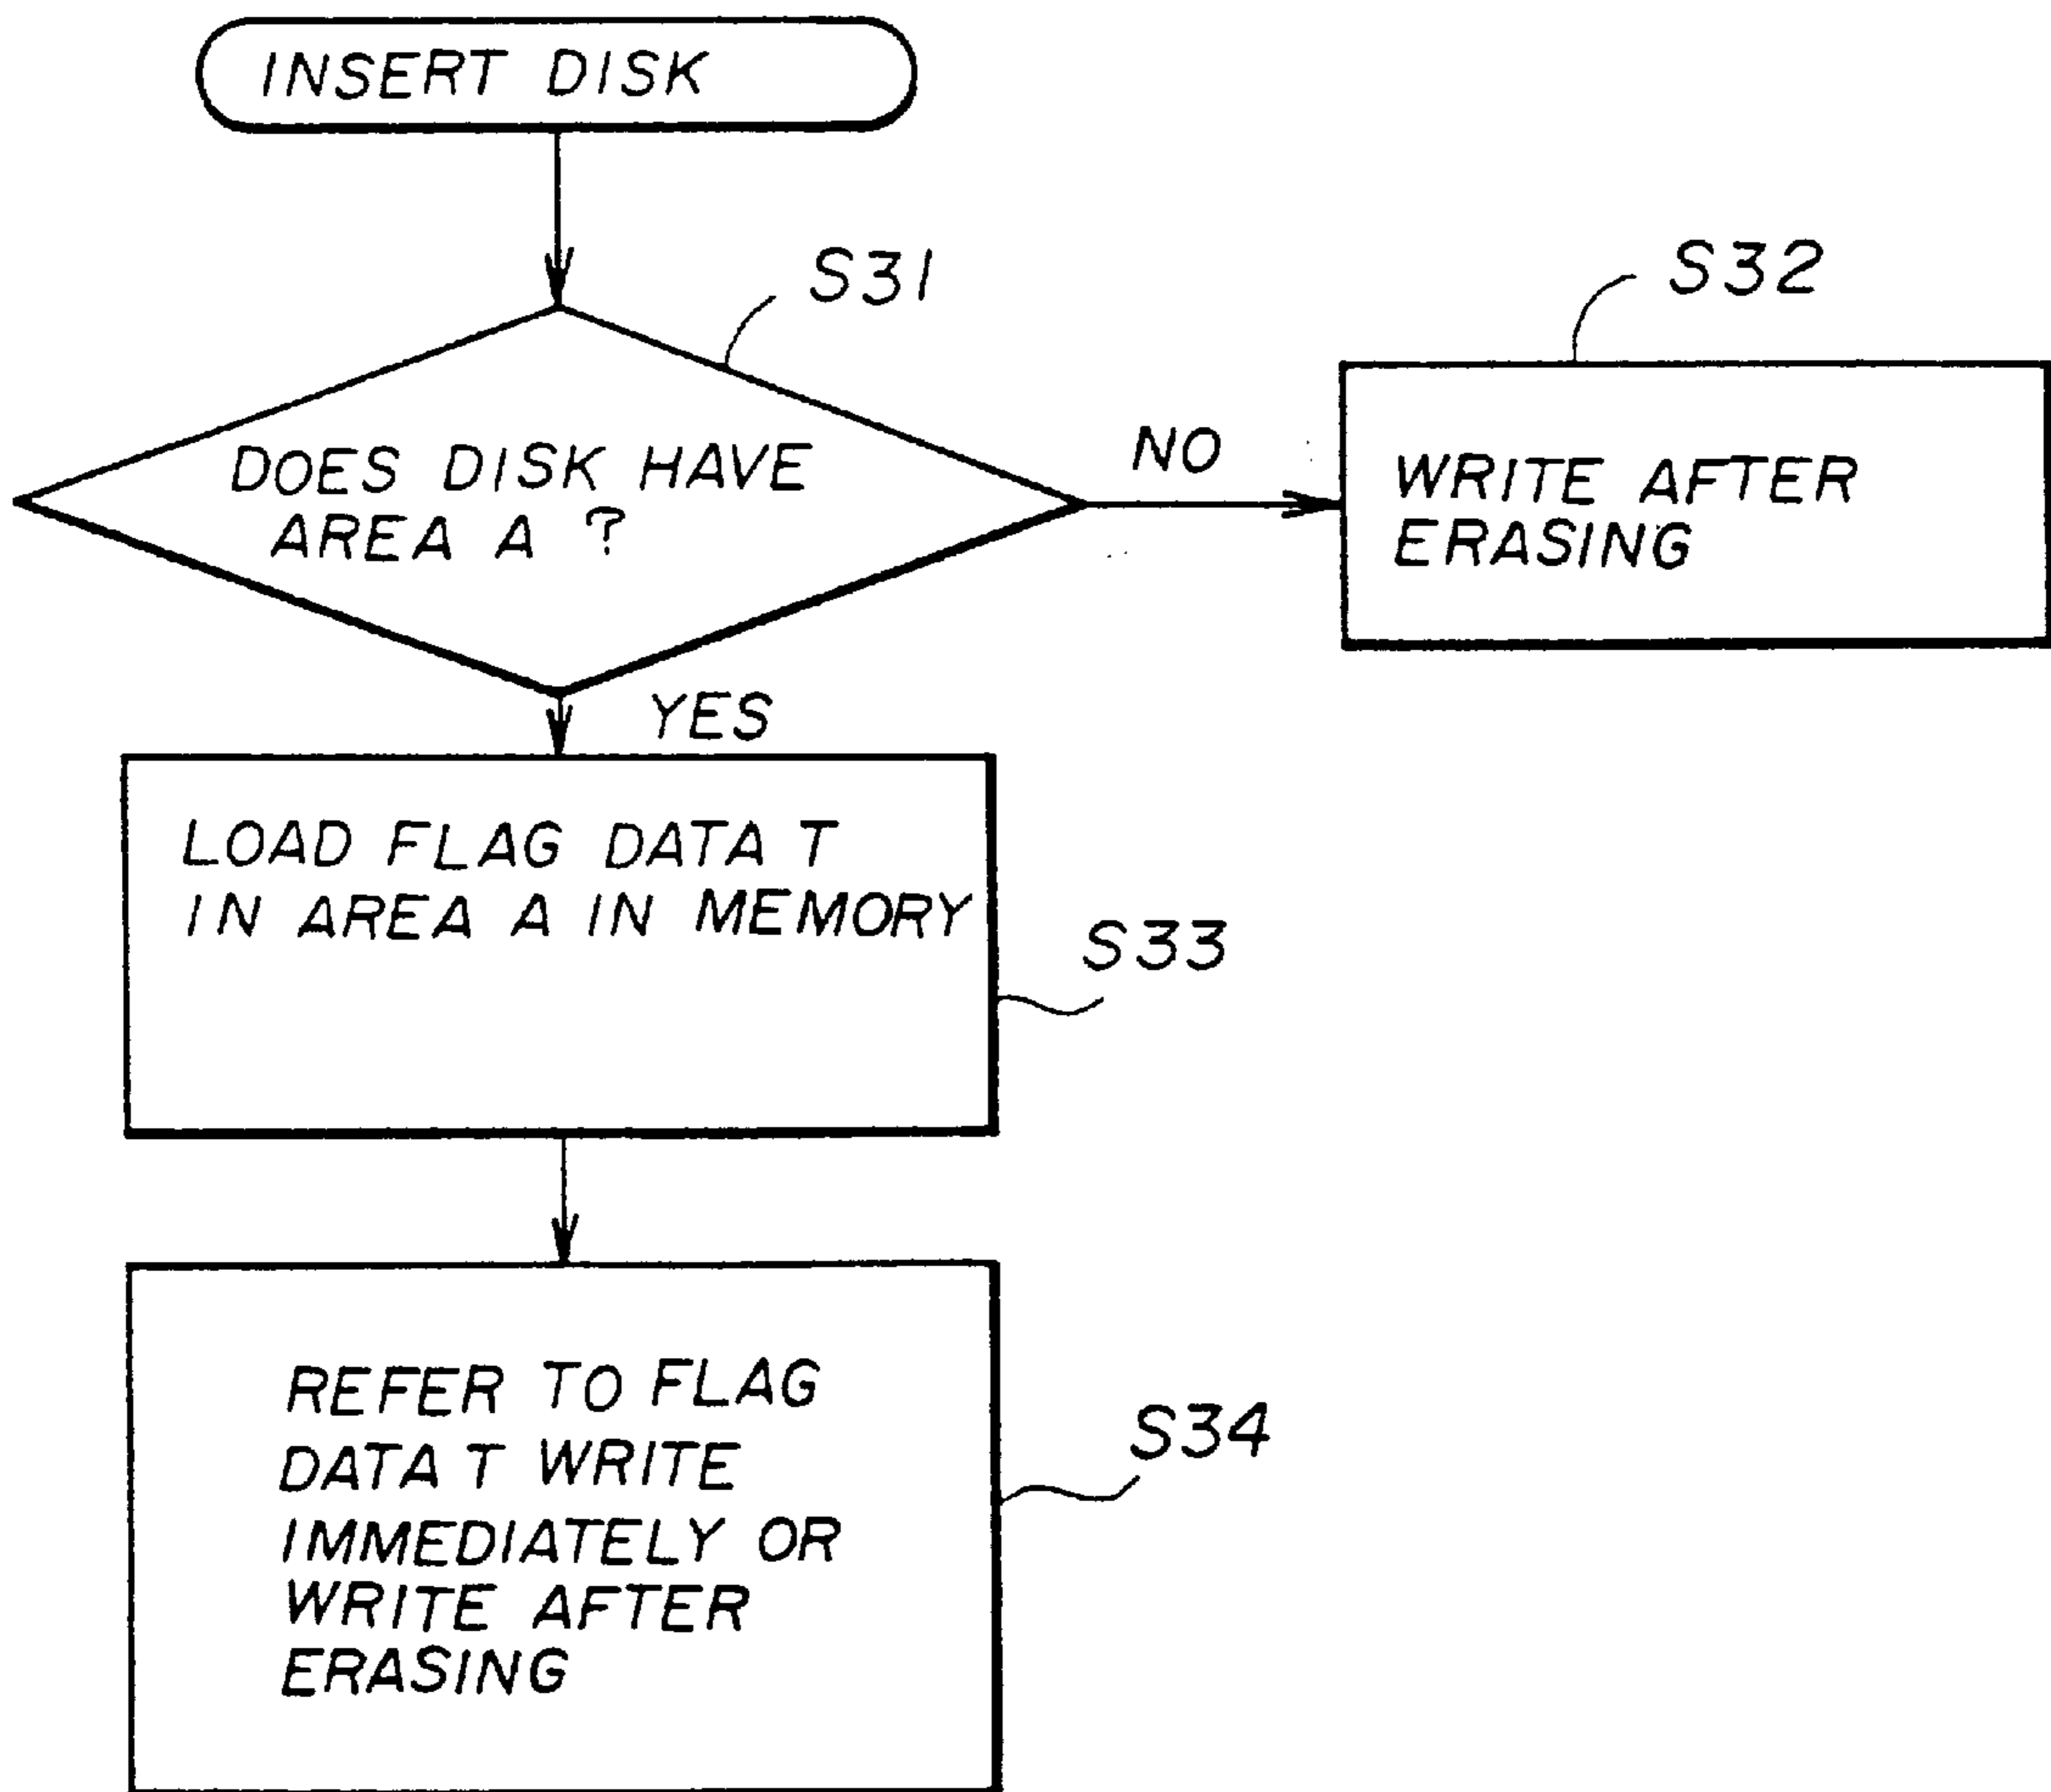 INSERT DISK
S31
S32
DOES DISK HAVE
AREA A ?
NO
WRITE AFTER
ERASING
YES
LOAD FLAG DATA T
IN AREA A IN MEMORY
S33
REFER TO FLAG
DATA T WRITE
IMMEDIATELY OR
WRITE AFTER
ERASING
S34